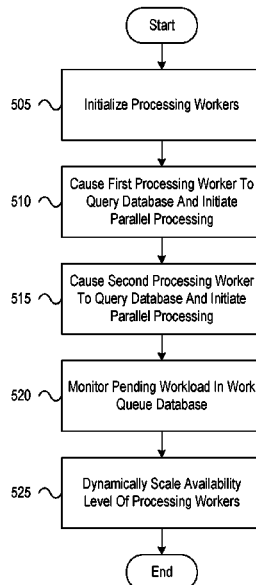 Start
505
Initialize Processing Workers
510
Cause First Processing Worker To
Query Database And Initiate
Parallel Processing
515
Cause Second Processing Worker
To Query Database And Initiate
Parallel Processing
520
Monitor Pending Workload In Work
Queue Database
525
Dynamically Scale Availability
Level Of Processing Workers
End